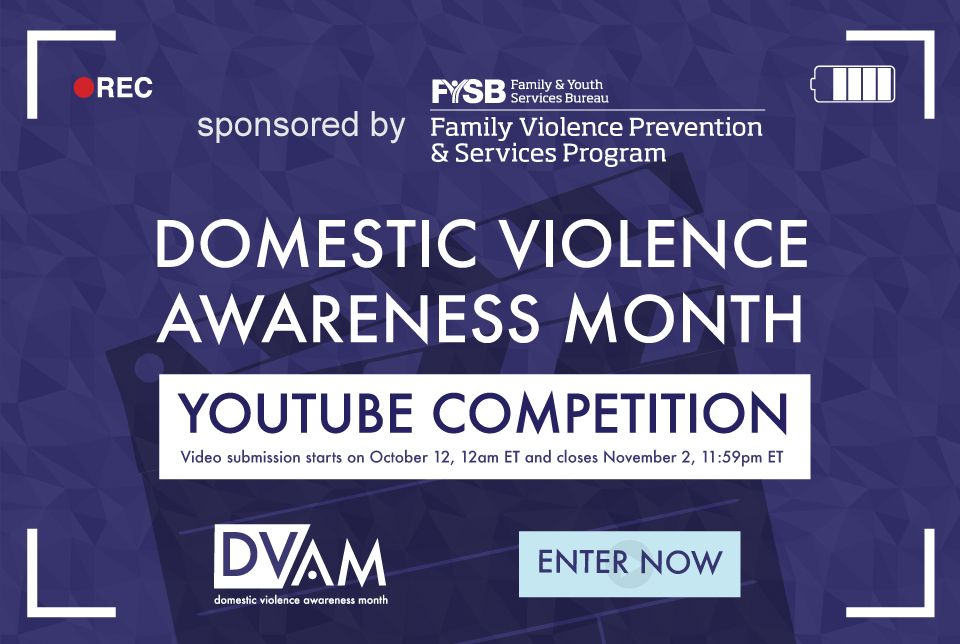 REC
sponsored by
FYSB Family & Youth
Services Bureau
Family Violence Prevention
& Services Program
DOMESTIC VIOLENCE
AWARENESS MONTH
YOUTUBE COMPETITION
Video submission starts on October 12, 12am ET and closes November 2, 11:59pm ET
DVAM
domestic violence awareness month
ENTER NOW